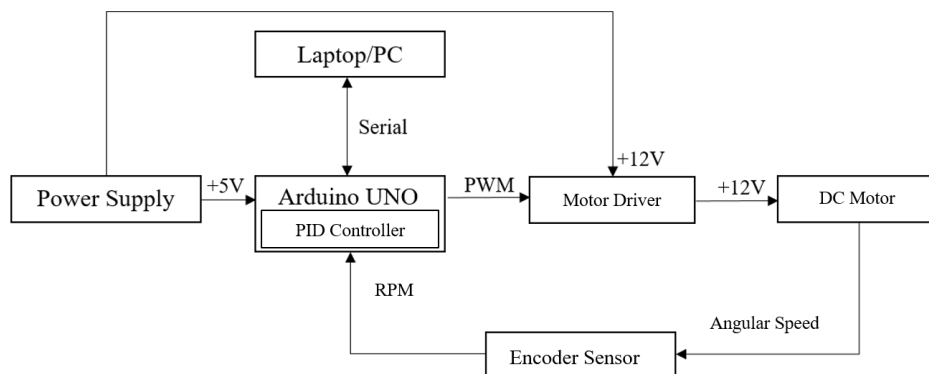 Laptop/PC
Serial
+12V
Power Supply
+5V
Arduino UNO
PID Controller
PWM
Motor Driver
+12V
DC Motor
RPM
Angular Speed
Encoder Sensor